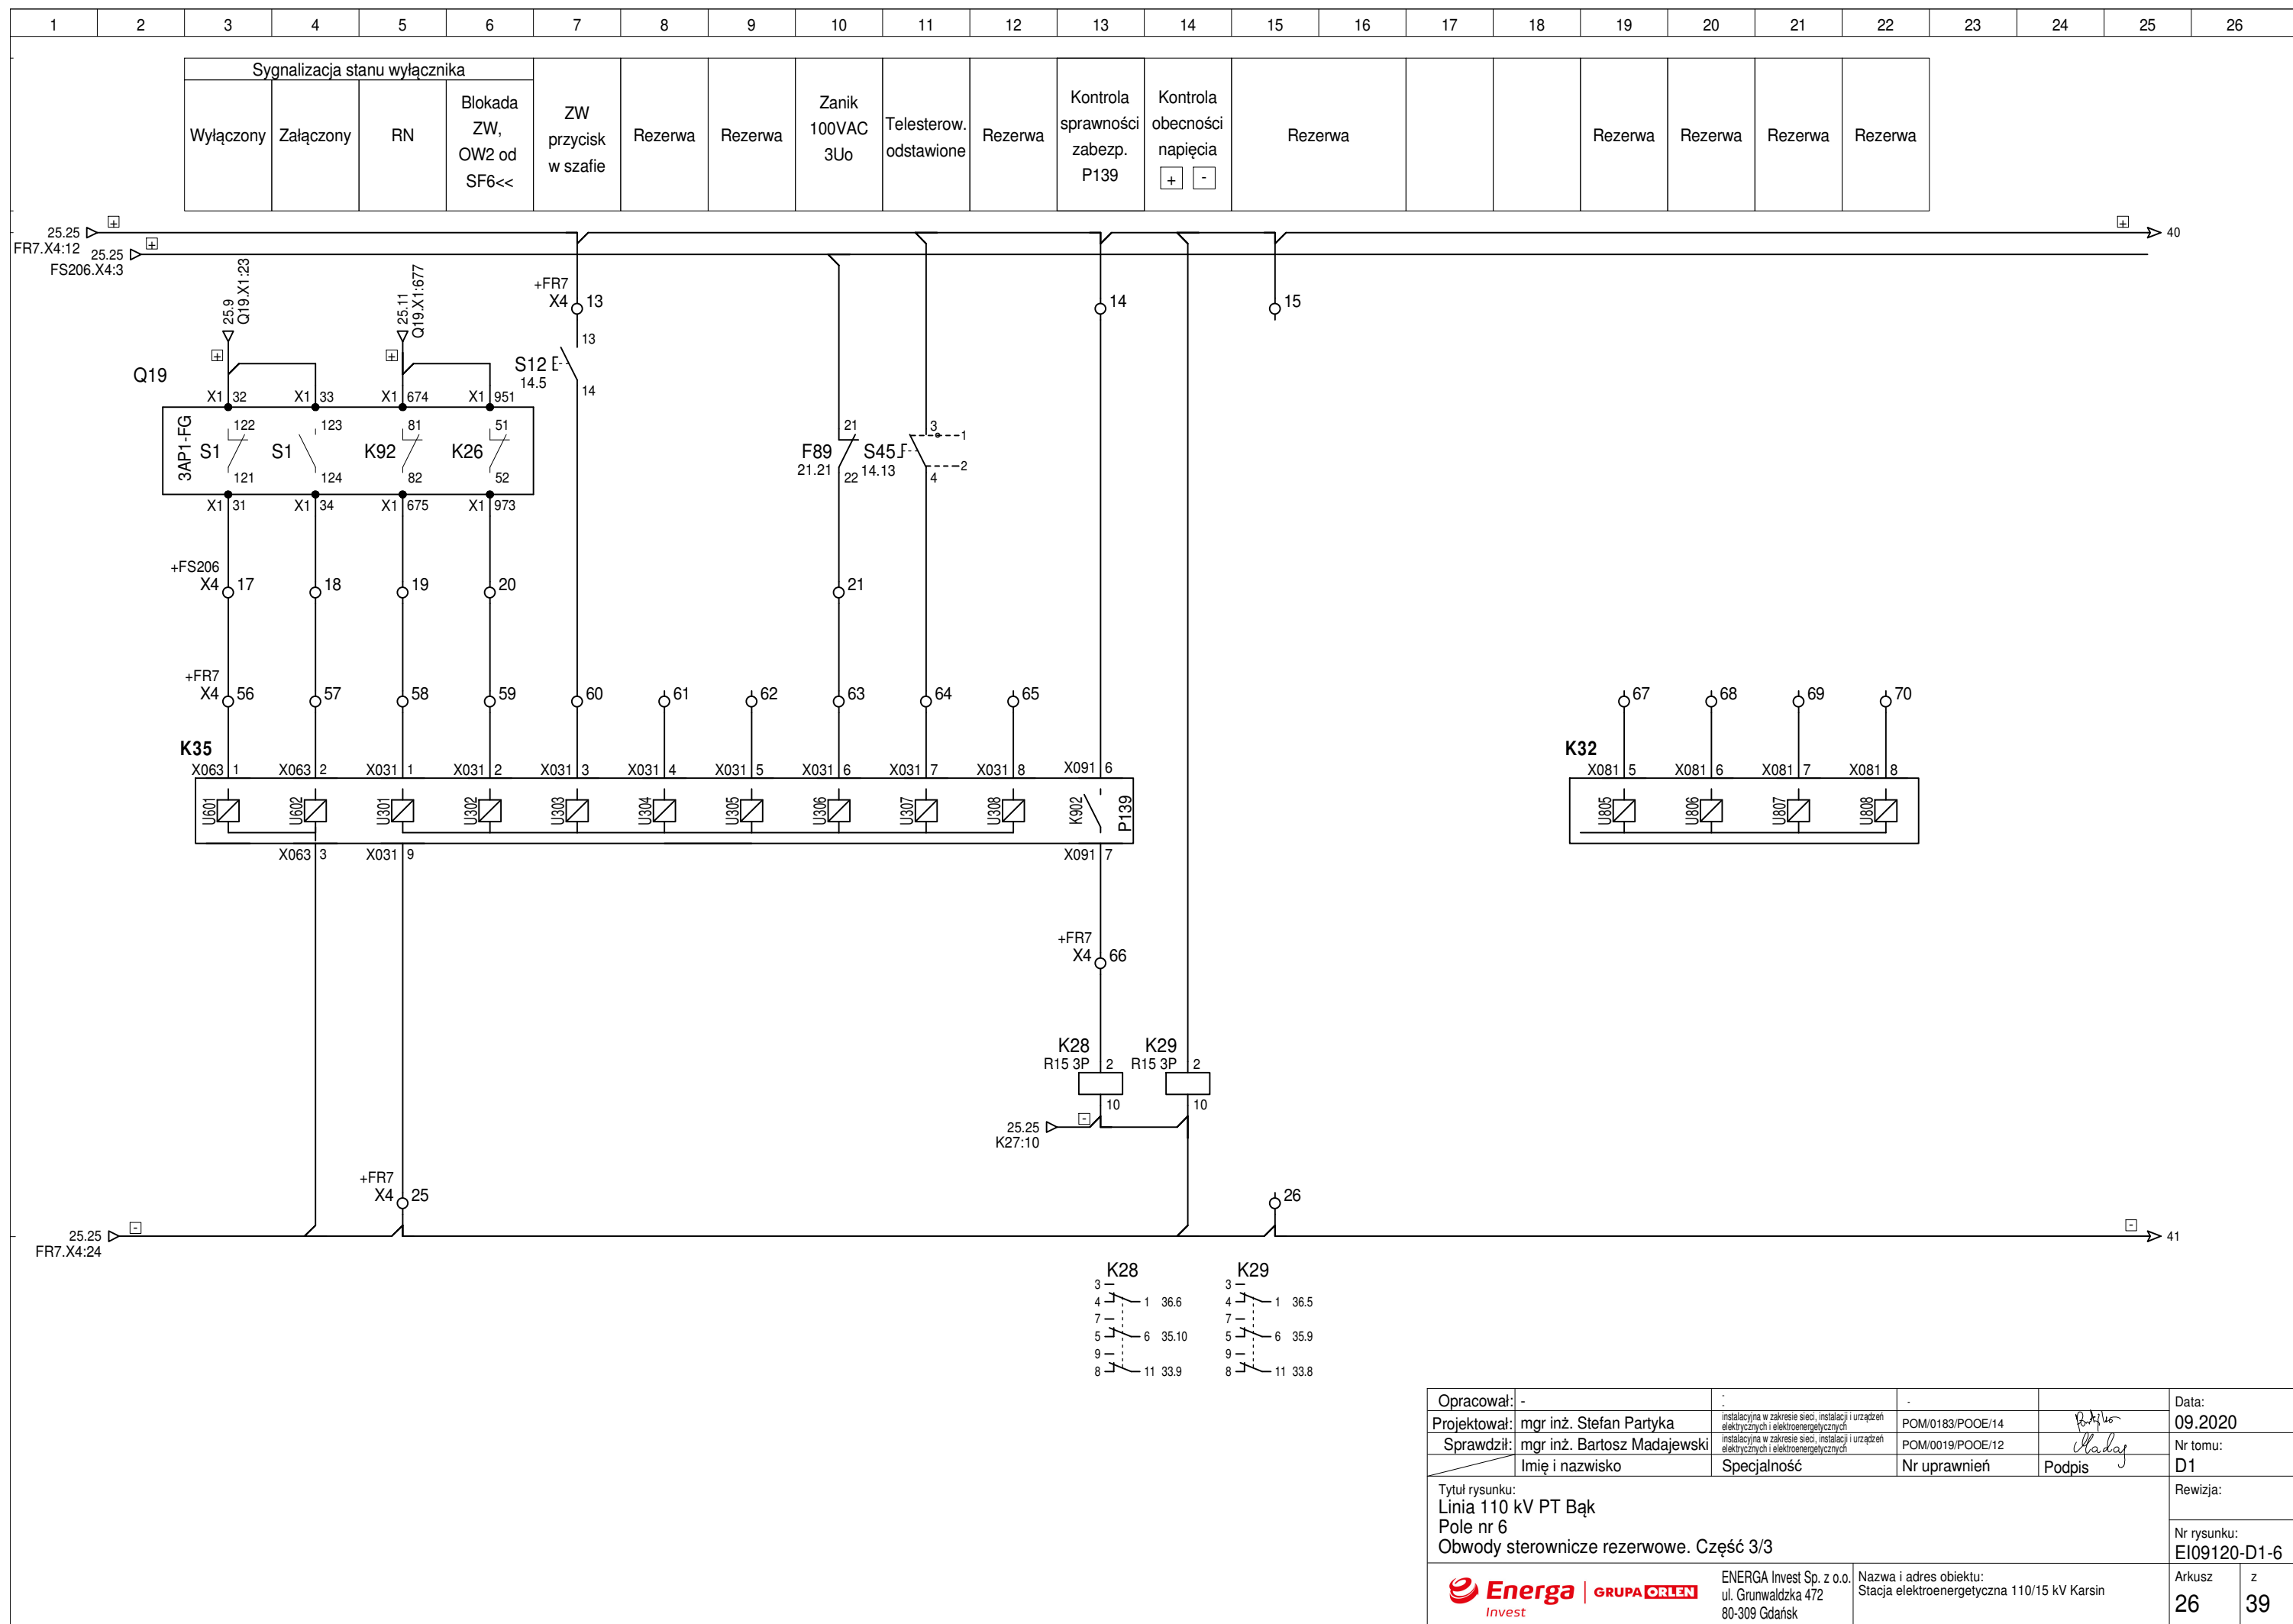 1 2 3 4 5 6 7 8 9 10 11 12 13 14 15 16 17 18 19 20 21 22 23 24 25 26
Sygnalizacja stanu wyłącznika
Wyłączony
Załączony
RN
Blokada
ZW,
OW2 od
SF6<<
ZW
przycisk
w szafie
Rezerwa
Rezerwa
Zanik
100VAC
3Uo
Telesterow.
odstawione
Rezerwa
Kontrola
sprawności
zabezp.
P139
Kontrola
obecności
napięcia
+ -
Rezerwa
Rezerwa
Rezerwa
Rezerwa
Rezerwa
25.25 + + 40
FR7.X4:12
25.25 +
FS206.X4:3
25.9
Q19.X1:23
25.11
Q19.X1:677
+FR7
X4 13 14 15
+ +
13
S12
14.5
14
Q19
X1 32 X1 33 X1 674 X1 951
3AP1-FG
122 123 81 51
S1 S1 K92 K26
121 124 82 52
X1 31 X1 34 X1 675 X1 973
21 3 1
F89 S45
21.21 14.13 2
22 4
+FS206
X4 17 18 19 20 21
+FR7
X4 56 57 58 59 60 61 62 63 64 65 67 68 69 70
K35 K32
X063 1 X063 2 X031 1 X031 2 X031 3 X031 4 X031 5 X031 6 X031 7 X031 8 X091 6 X081 5 X081 6 X081 7 X081 8
U601 U602 U301 U302 U303 U304 U305 U306 U307 U308 K902 P139 U805 U806 U807 U808
X063 3 X031 9 X091 7
+FR7
X4 66
K28 K29
R15 3P 2 R15 3P 2
10 10
25.25 -
K27:10
+FR7
X4 25 26
25.25 - - 41
FR7.X4:24
K28 K29
3 3
4 1 36.6 4 1 36.5
7 7
5 6 35.10 5 6 35.9
9 9
8 11 33.9 8 11 33.8
Opracował: - - - -
Projektował: mgr inż. Stefan Partyka instalacyjna w zakresie sieci, instalacji i urządzeń elektrycznych i elektroenergetycznych POM/0183/POOE/14
Sprawdził: mgr inż. Bartosz Madajewski instalacyjna w zakresie sieci, instalacji i urządzeń elektrycznych i elektroenergetycznych POM/0019/POOE/12
Imię i nazwisko Specjalność Nr uprawnień Podpis
Data:
09.2020
Nr tomu:
D1
Tytuł rysunku:
Linia 110 kV PT Bąk
Pole nr 6
Obwody sterownicze rezerwowe. Część 3/3
Rewizja:
Nr rysunku:
EI09120-D1-6
Energa GRUPA ORLEN
Invest
ENERGA Invest Sp. z o.o.
ul. Grunwaldzka 472
80-309 Gdańsk
Nazwa i adres obiektu:
Stacja elektroenergetyczna 110/15 kV Karsin
Arkusz z
26 39